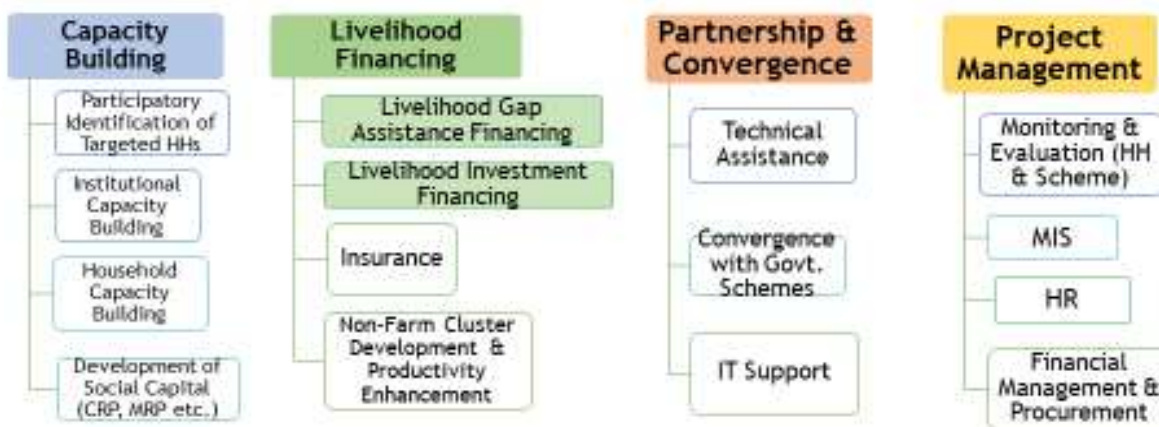 Capacity
Building
Participatory
Identification of
Targeted HHs
Institutional
Capacity
Building
Household
Capacity
Building
Development of
Social Capital
(CRP, MRP etc.)
Livelihood
Financing
Livelihood Gap
Assistance Financing
Livelihood Investment
Financing
Insurance
Non-Farm Cluster
Development &
Productivity
Enhancement
Partnership &
Convergence
Technical
Assistance
Convergence
with Govt.
Schemes
IT Support
Project
Management
Monitoring &
Evaluation (HH
& Scheme)
MIS
HR
Financial
Management &
Procurement